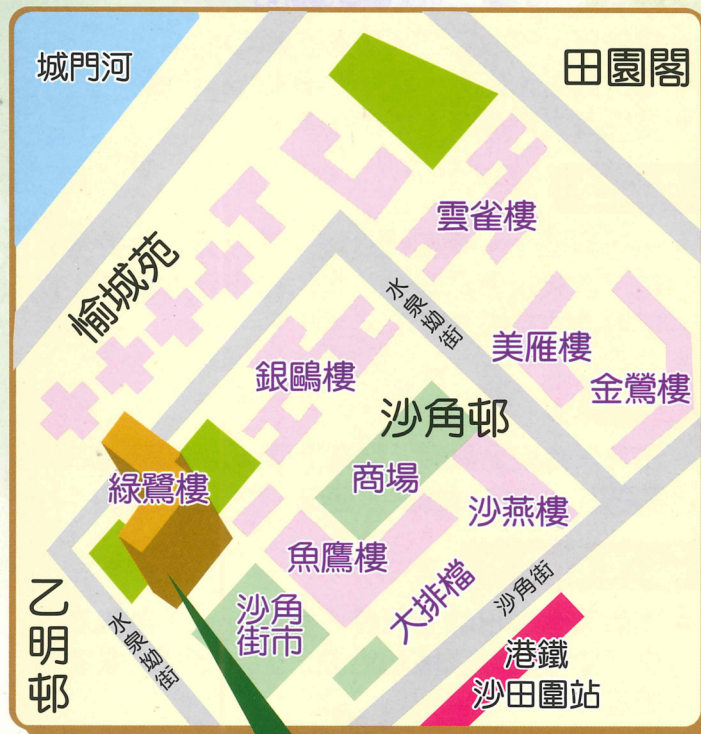 城門河
田園閣
雲雀樓
愉城苑
水泉坳街
美雁樓
銀鷗樓
金鶯樓
沙角邨
商場
綠鷺樓
沙燕樓
魚鷹樓
大排檔
沙角街
乙明邨
水泉坳街
沙角
街市
港鐵
沙田圍站